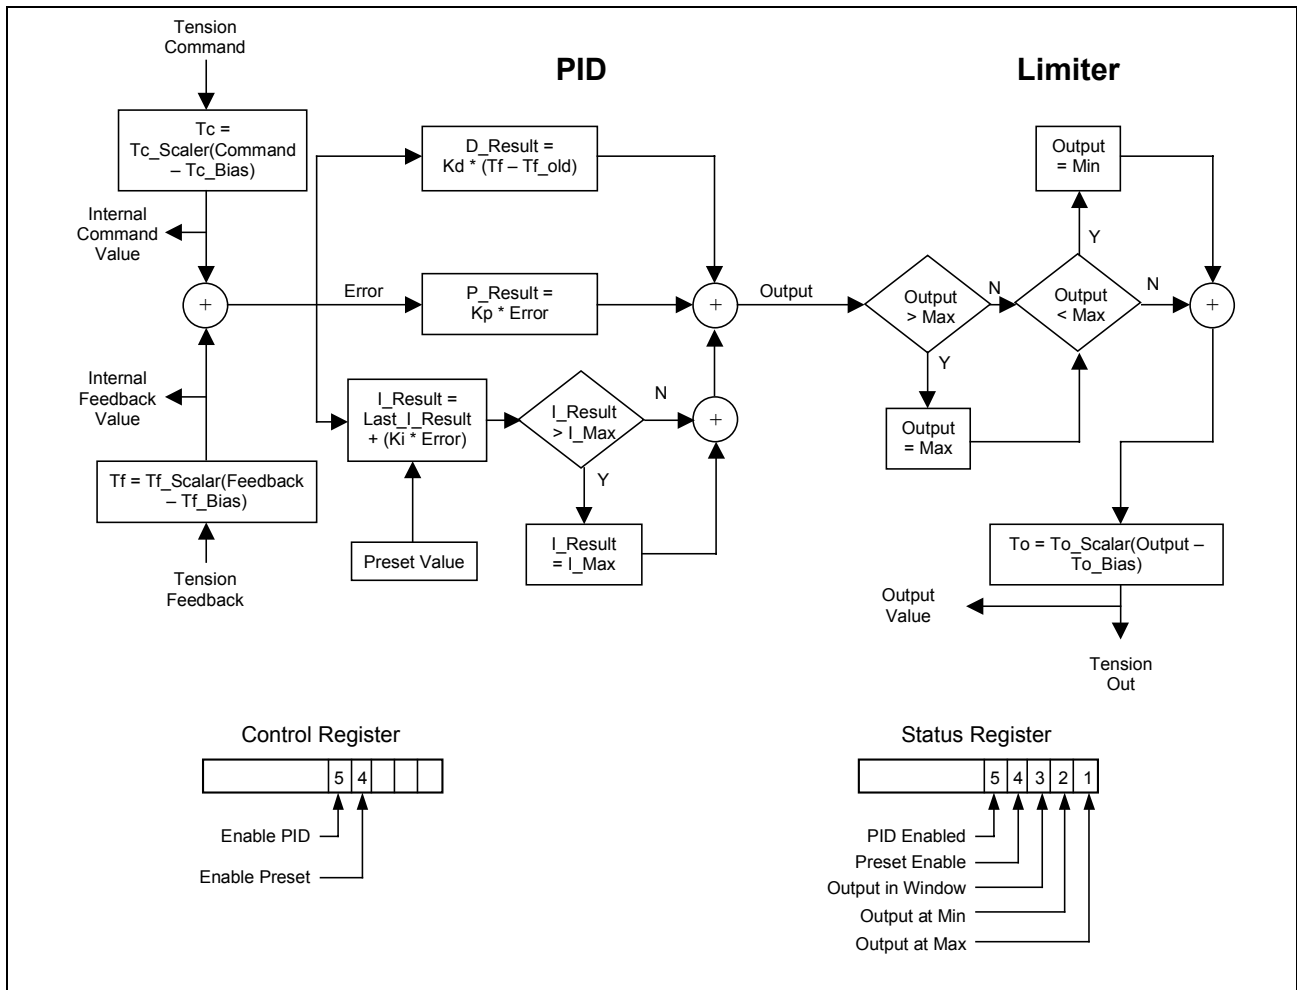 Tension
Command
PID
Limiter
Tc =
Tc_Scaler(Command
– Tc_Bias)
D_Result =
Kd * (Tf – Tf_old)
Output
= Min
Internal
Command
Value
Y
+
Error
P_Result =
Kp * Error
+
Output
Output
> Max
N
Output
< Max
N
+
Y
Internal
Feedback
Value
I_Result =
Last_I_Result
+ (Ki * Error)
I_Result
> I_Max
N
+
Output
= Max
Y
Tf = Tf_Scalar(Feedback
– Tf_Bias)
Preset Value
I_Result
= I_Max
To = To_Scalar(Output –
To_Bias)
Tension
Feedback
Output
Value
Tension
Out
Control Register
5 4
Enable PID
Enable Preset
Status Register
5 4 3 2 1
PID Enabled
Preset Enable
Output in Window
Output at Min
Output at Max